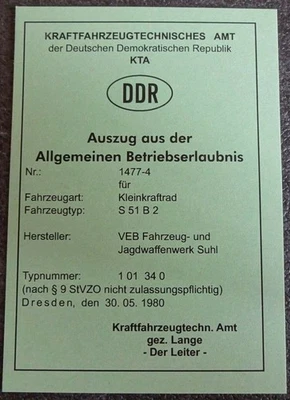 KRAFTFAHRZEUGTECHNISCHES AMT
der Deutschen Demokratischen Republik
KTA
DDR
Auszug aus der
Allgemeinen Betriebserlaubnis
Nr.: 1477-4
für
Fahrzeugart: Kleinkraftrad
Fahrzeugtyp: S 51 B 2
Hersteller: VEB Fahrzeug- und
Jagdwaffenwerk Suhl
Typnummer: 1 01 34 0
(nach § 9 StVZO nicht zulassungspflichtig)
Dresden, den 30. 05. 1980
Kraftfahrzeugtechn. Amt
gez. Lange
- Der Leiter -